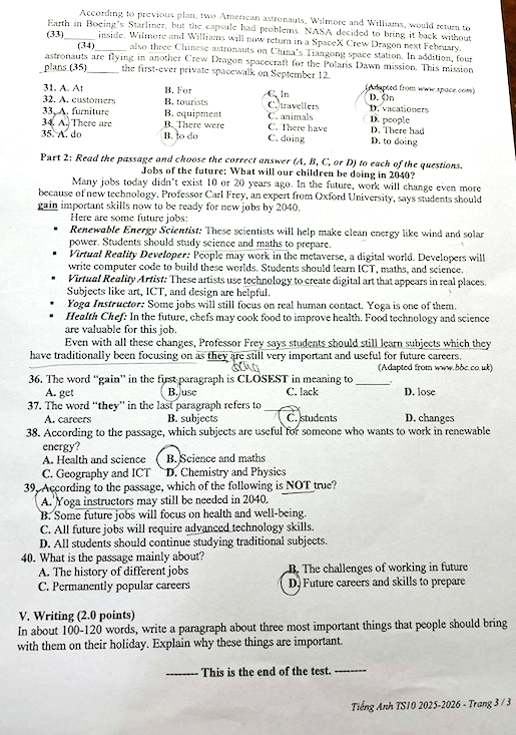 According to previous plan, two American astronauts, Wilmore and Williams, would return to
Earth in Boeing's Starliner, but the capsule had problems. NASA decided to bring it back without
(33)______ inside. Wilmore and Williams will now return in a SpaceX Crew Dragon next February.
(34)______ also three Chinese astronauts on China's Tiangong space station. In addition, four
astronauts are flying in another Crew Dragon spacecraft for the Polaris Dawn mission. This mission
plans (35)______ the first-ever private spacewalk on September 12.
(Adapted from www.space.com)
31. A. At B. For C. In D. On
32. A. customers B. tourists C. travellers D. vacationers
33. A. furniture B. equipment C. animals D. people
34. A. There are B. There were C. There have D. There had
35. A. do B. to do C. doing D. to doing
Part 2: Read the passage and choose the correct answer (A, B, C, or D) to each of the questions.
Jobs of the future: What will our children be doing in 2040?
Many jobs today didn't exist 10 or 20 years ago. In the future, work will change even more
because of new technology. Professor Carl Frey, an expert from Oxford University, says students should
gain important skills now to be ready for new jobs by 2040.
Here are some future jobs:
▪ Renewable Energy Scientist: These scientists will help make clean energy like wind and solar
power. Students should study science and maths to prepare.
▪ Virtual Reality Developer: People may work in the metaverse, a digital world. Developers will
write computer code to build these worlds. Students should learn ICT, maths, and science.
▪ Virtual Reality Artist: These artists use technology to create digital art that appears in real places.
Subjects like art, ICT, and design are helpful.
▪ Yoga Instructor: Some jobs will still focus on real human contact. Yoga is one of them.
▪ Health Chef: In the future, chefs may cook food to improve health. Food technology and science
are valuable for this job.
Even with all these changes, Professor Frey says students should still learn subjects which they
have traditionally been focusing on as they are still very important and useful for future careers.
(Adapted from www.bbc.co.uk)
36. The word "gain" in the first paragraph is CLOSEST in meaning to ______.
A. get B. use C. lack D. lose
37. The word "they" in the last paragraph refers to ______
A. careers B. subjects C. students D. changes
38. According to the passage, which subjects are useful for someone who wants to work in renewable
energy?
A. Health and science B. Science and maths
C. Geography and ICT D. Chemistry and Physics
39. According to the passage, which of the following is NOT true?
A. Yoga instructors may still be needed in 2040.
B. Some future jobs will focus on health and well-being.
C. All future jobs will require advanced technology skills.
D. All students should continue studying traditional subjects.
40. What is the passage mainly about?
A. The history of different jobs B. The challenges of working in future
C. Permanently popular careers D. Future careers and skills to prepare
V. Writing (2.0 points)
In about 100-120 words, write a paragraph about three most important things that people should bring
with them on their holiday. Explain why these things are important.
-------- This is the end of the test. --------
Tiếng Anh TS10 2025-2026 - Trang 3 / 3